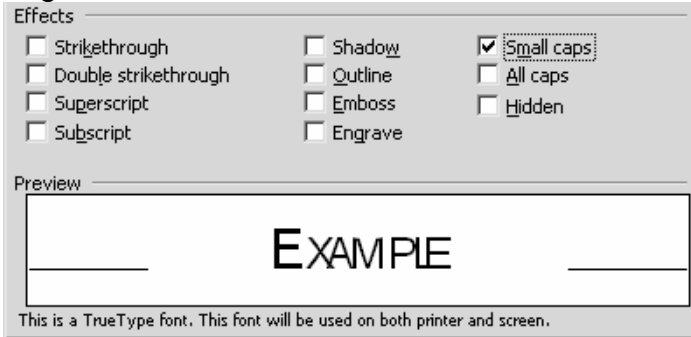 Effects
Strikethrough Shadow Small caps
Double strikethrough Outline All caps
Superscript Emboss Hidden
Subscript Engrave
Preview
EXAMPLE
This is a TrueType font. This font will be used on both printer and screen.